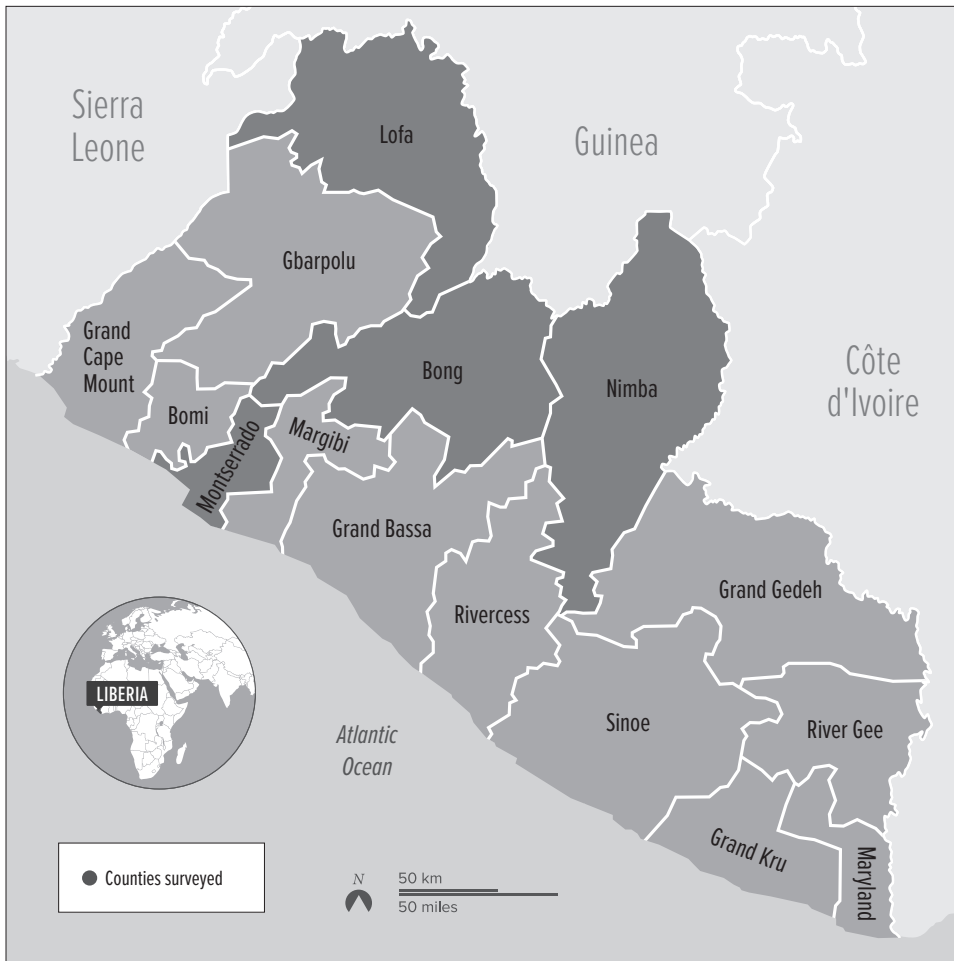 Sierra
Leone
Lofa
Guinea
Gbarpolu
Grand
Cape
Mount
Bong
Nimba
Côte
d'Ivoire
Bomi
Montserrado
Margibi
Grand Bassa
Grand Gedeh
Rivercess
LIBERIA
Sinoe
River Gee
Atlantic
Ocean
Grand Kru
Maryland
Counties surveyed
N
50 km
50 miles